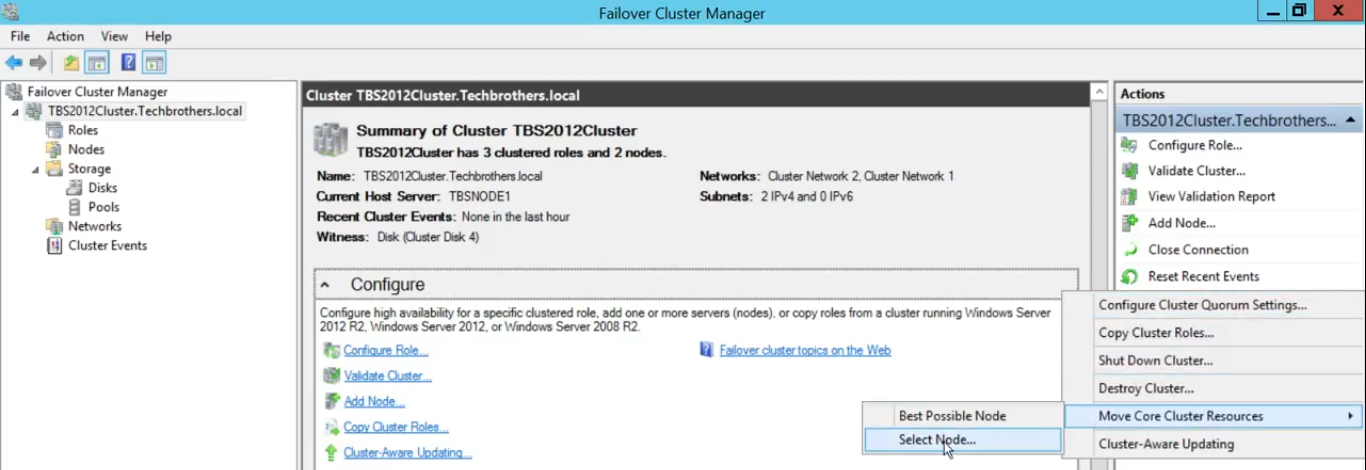 Failover Cluster Manager
File Action View Help
Failover Cluster Manager
TBS2012Cluster.Techbrothers.local
Roles
Nodes
Storage
Disks
Pools
Networks
Cluster Events
Cluster TBS2012Cluster.Techbrothers.local
Summary of Cluster TBS2012Cluster
TBS2012Cluster has 3 clustered roles and 2 nodes.
Name: TBS2012Cluster.Techbrothers.local
Current Host Server: TBSNODE1
Recent Cluster Events: None in the last hour
Witness: Disk (Cluster Disk 4)
Networks: Cluster Network 2, Cluster Network 1
Subnets: 2 IPv4 and 0 IPv6
Configure
Configure high availability for a specific clustered role, add one or more servers (nodes), or copy roles from a cluster running Windows Server
2012 R2, Windows Server 2012, or Windows Server 2008 R2.
Configure Role...
Validate Cluster...
Add Node...
Copy Cluster Roles...
Cluster-Aware Updating...
Failover cluster topics on the Web
Actions
TBS2012Cluster.Techbrothers...
Configure Role...
Validate Cluster...
View Validation Report
Add Node...
Close Connection
Reset Recent Events
Configure Cluster Quorum Settings...
Copy Cluster Roles...
Shut Down Cluster...
Destroy Cluster...
Move Core Cluster Resources
Cluster-Aware Updating
Best Possible Node
Select Node...